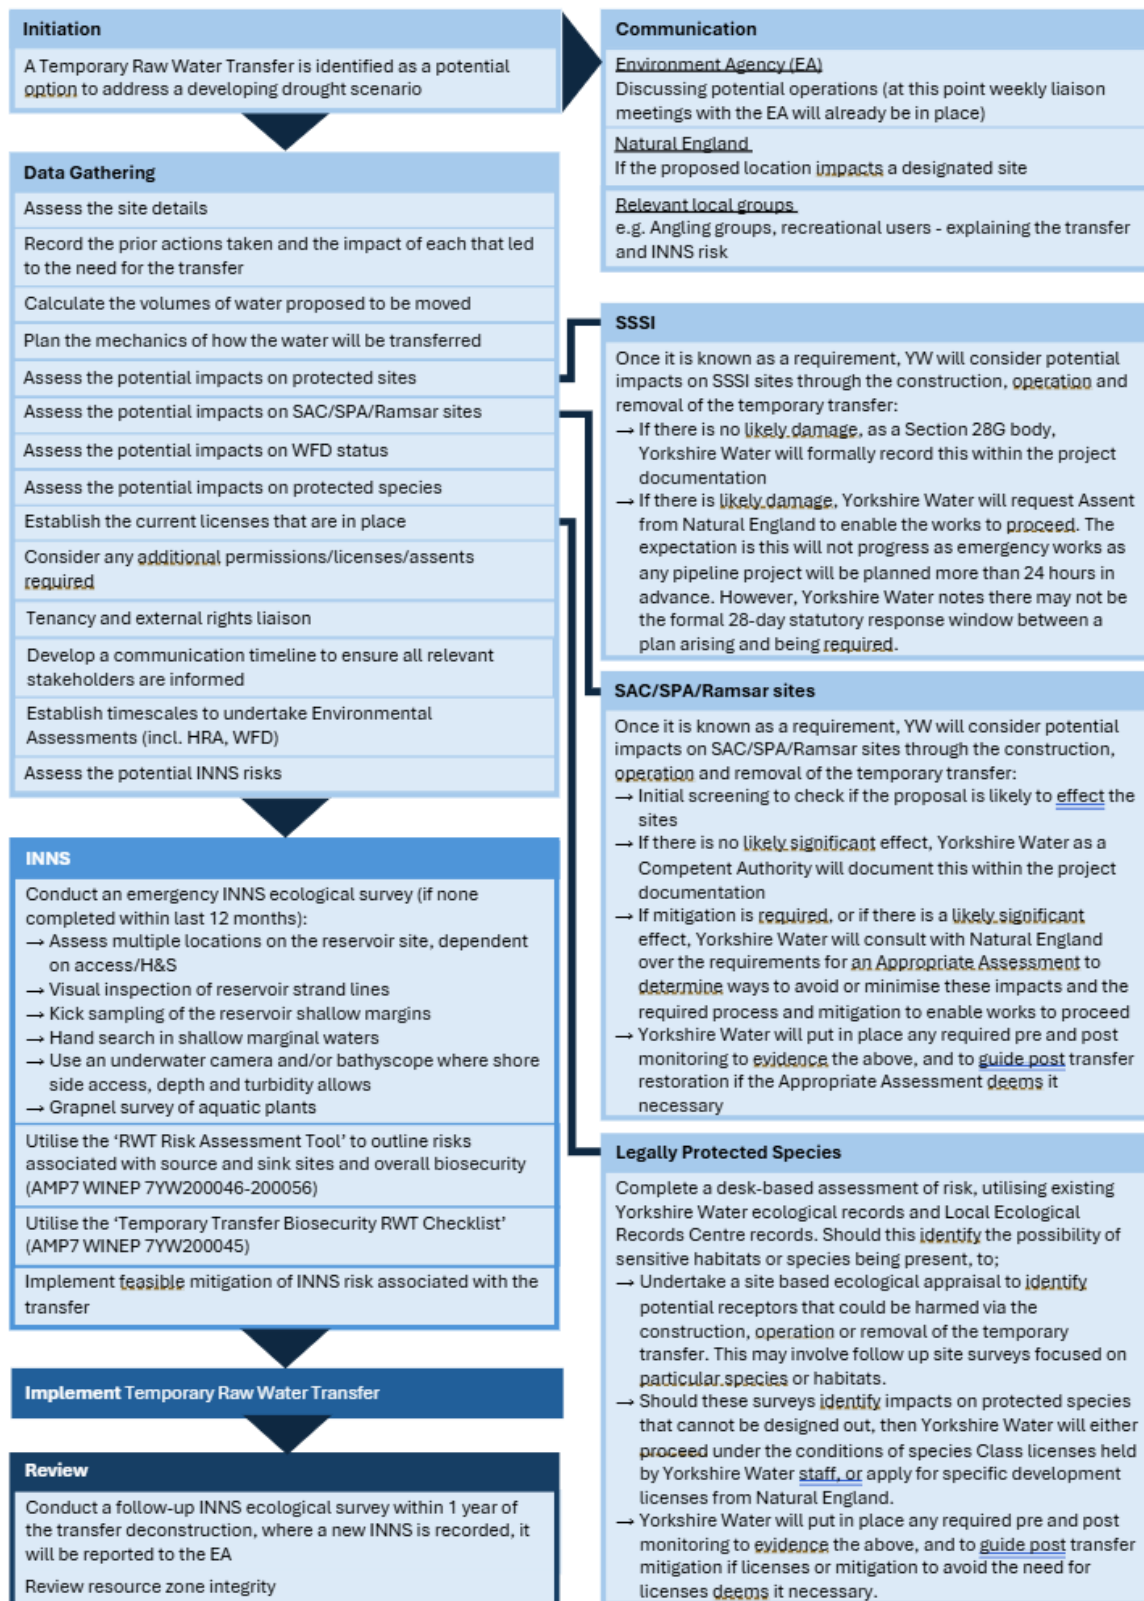 Initiation
A Temporary Raw Water Transfer is identified as a potential
option to address a developing drought scenario
Communication
Environment Agency (EA)
Discussing potential operations (at this point weekly liaison
meetings with the EA will already be in place)
Natural England
If the proposed location impacts a designated site
Relevant local groups
e.g. Angling groups, recreational users - explaining the transfer
and INNS risk
Data Gathering
Assess the site details
Record the prior actions taken and the impact of each that led
to the need for the transfer
Calculate the volumes of water proposed to be moved
Plan the mechanics of how the water will be transferred
Assess the potential impacts on protected sites
Assess the potential impacts on SAC/SPA/Ramsar sites
Assess the potential impacts on WFD status
Assess the potential impacts on protected species
Establish the current licenses that are in place
Consider any additional permissions/licenses/assents
required
Tenancy and external rights liaison
Develop a communication timeline to ensure all relevant
stakeholders are informed
Establish timescales to undertake Environmental
Assessments (incl. HRA, WFD)
Assess the potential INNS risks
SSSI
Once it is known as a requirement, YW will consider potential
impacts on SSSI sites through the construction, operation and
removal of the temporary transfer:
→ If there is no likely damage, as a Section 28G body,
Yorkshire Water will formally record this within the project
documentation
→ If there is likely damage, Yorkshire Water will request Assent
from Natural England to enable the works to proceed. The
expectation is this will not progress as emergency works as
any pipeline project will be planned more than 24 hours in
advance. However, Yorkshire Water notes there may not be
the formal 28-day statutory response window between a
plan arising and being required.
SAC/SPA/Ramsar sites
Once it is known as a requirement, YW will consider potential
impacts on SAC/SPA/Ramsar sites through the construction,
operation and removal of the temporary transfer:
→ Initial screening to check if the proposal is likely to effect the
sites
→ If there is no likely significant effect, Yorkshire Water as a
Competent Authority will document this within the project
documentation
→ If mitigation is required, or if there is a likely significant
effect, Yorkshire Water will consult with Natural England
over the requirements for an Appropriate Assessment to
determine ways to avoid or minimise these impacts and the
required process and mitigation to enable works to proceed
→ Yorkshire Water will put in place any required pre and post
monitoring to evidence the above, and to guide post transfer
restoration if the Appropriate Assessment deems it
necessary
INNS
Conduct an emergency INNS ecological survey (if none
completed within last 12 months):
→ Assess multiple locations on the reservoir site, dependent
on access/H&S
→ Visual inspection of reservoir strand lines
→ Kick sampling of the reservoir shallow margins
→ Hand search in shallow marginal waters
→ Use an underwater camera and/or bathyscope where shore
side access, depth and turbidity allows
→ Grapnel survey of aquatic plants
Utilise the ‘RWT Risk Assessment Tool’ to outline risks
associated with source and sink sites and overall biosecurity
(AMP7 WINEP 7YW200046-200056)
Utilise the ‘Temporary Transfer Biosecurity RWT Checklist’
(AMP7 WINEP 7YW200045)
Implement feasible mitigation of INNS risk associated with the
transfer
Implement Temporary Raw Water Transfer
Review
Conduct a follow-up INNS ecological survey within 1 year of
the transfer deconstruction, where a new INNS is recorded, it
will be reported to the EA
Review resource zone integrity
Legally Protected Species
Complete a desk-based assessment of risk, utilising existing
Yorkshire Water ecological records and Local Ecological
Records Centre records. Should this identify the possibility of
sensitive habitats or species being present, to;
→ Undertake a site based ecological appraisal to identify
potential receptors that could be harmed via the
construction, operation or removal of the temporary
transfer. This may involve follow up site surveys focused on
particular species or habitats.
→ Should these surveys identify impacts on protected species
that cannot be designed out, then Yorkshire Water will either
proceed under the conditions of species Class licenses held
by Yorkshire Water staff, or apply for specific development
licenses from Natural England.
→ Yorkshire Water will put in place any required pre and post
monitoring to evidence the above, and to guide post transfer
mitigation if licenses or mitigation to avoid the need for
licenses deems it necessary.